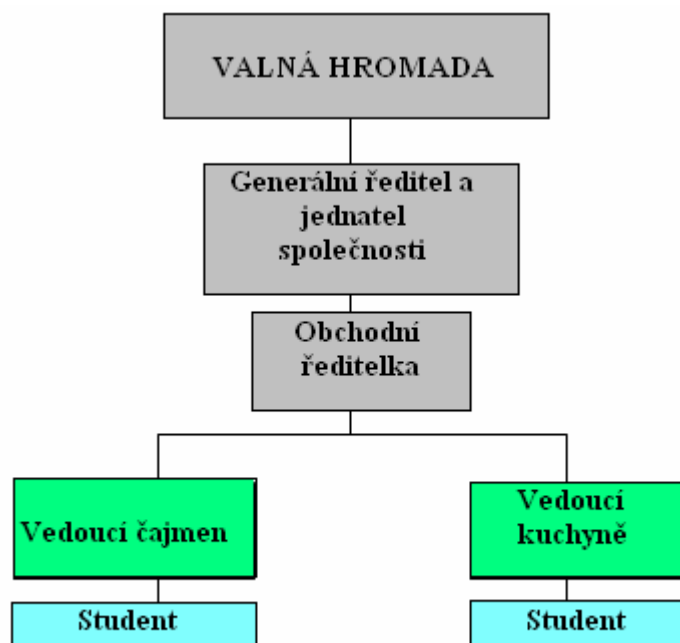 VALNÁ HROMADA
Generální ředitel a
jednatel
společnosti
Obchodní
ředitelka
Vedoucí čajmen
Vedoucí
kuchyně
Student
Student